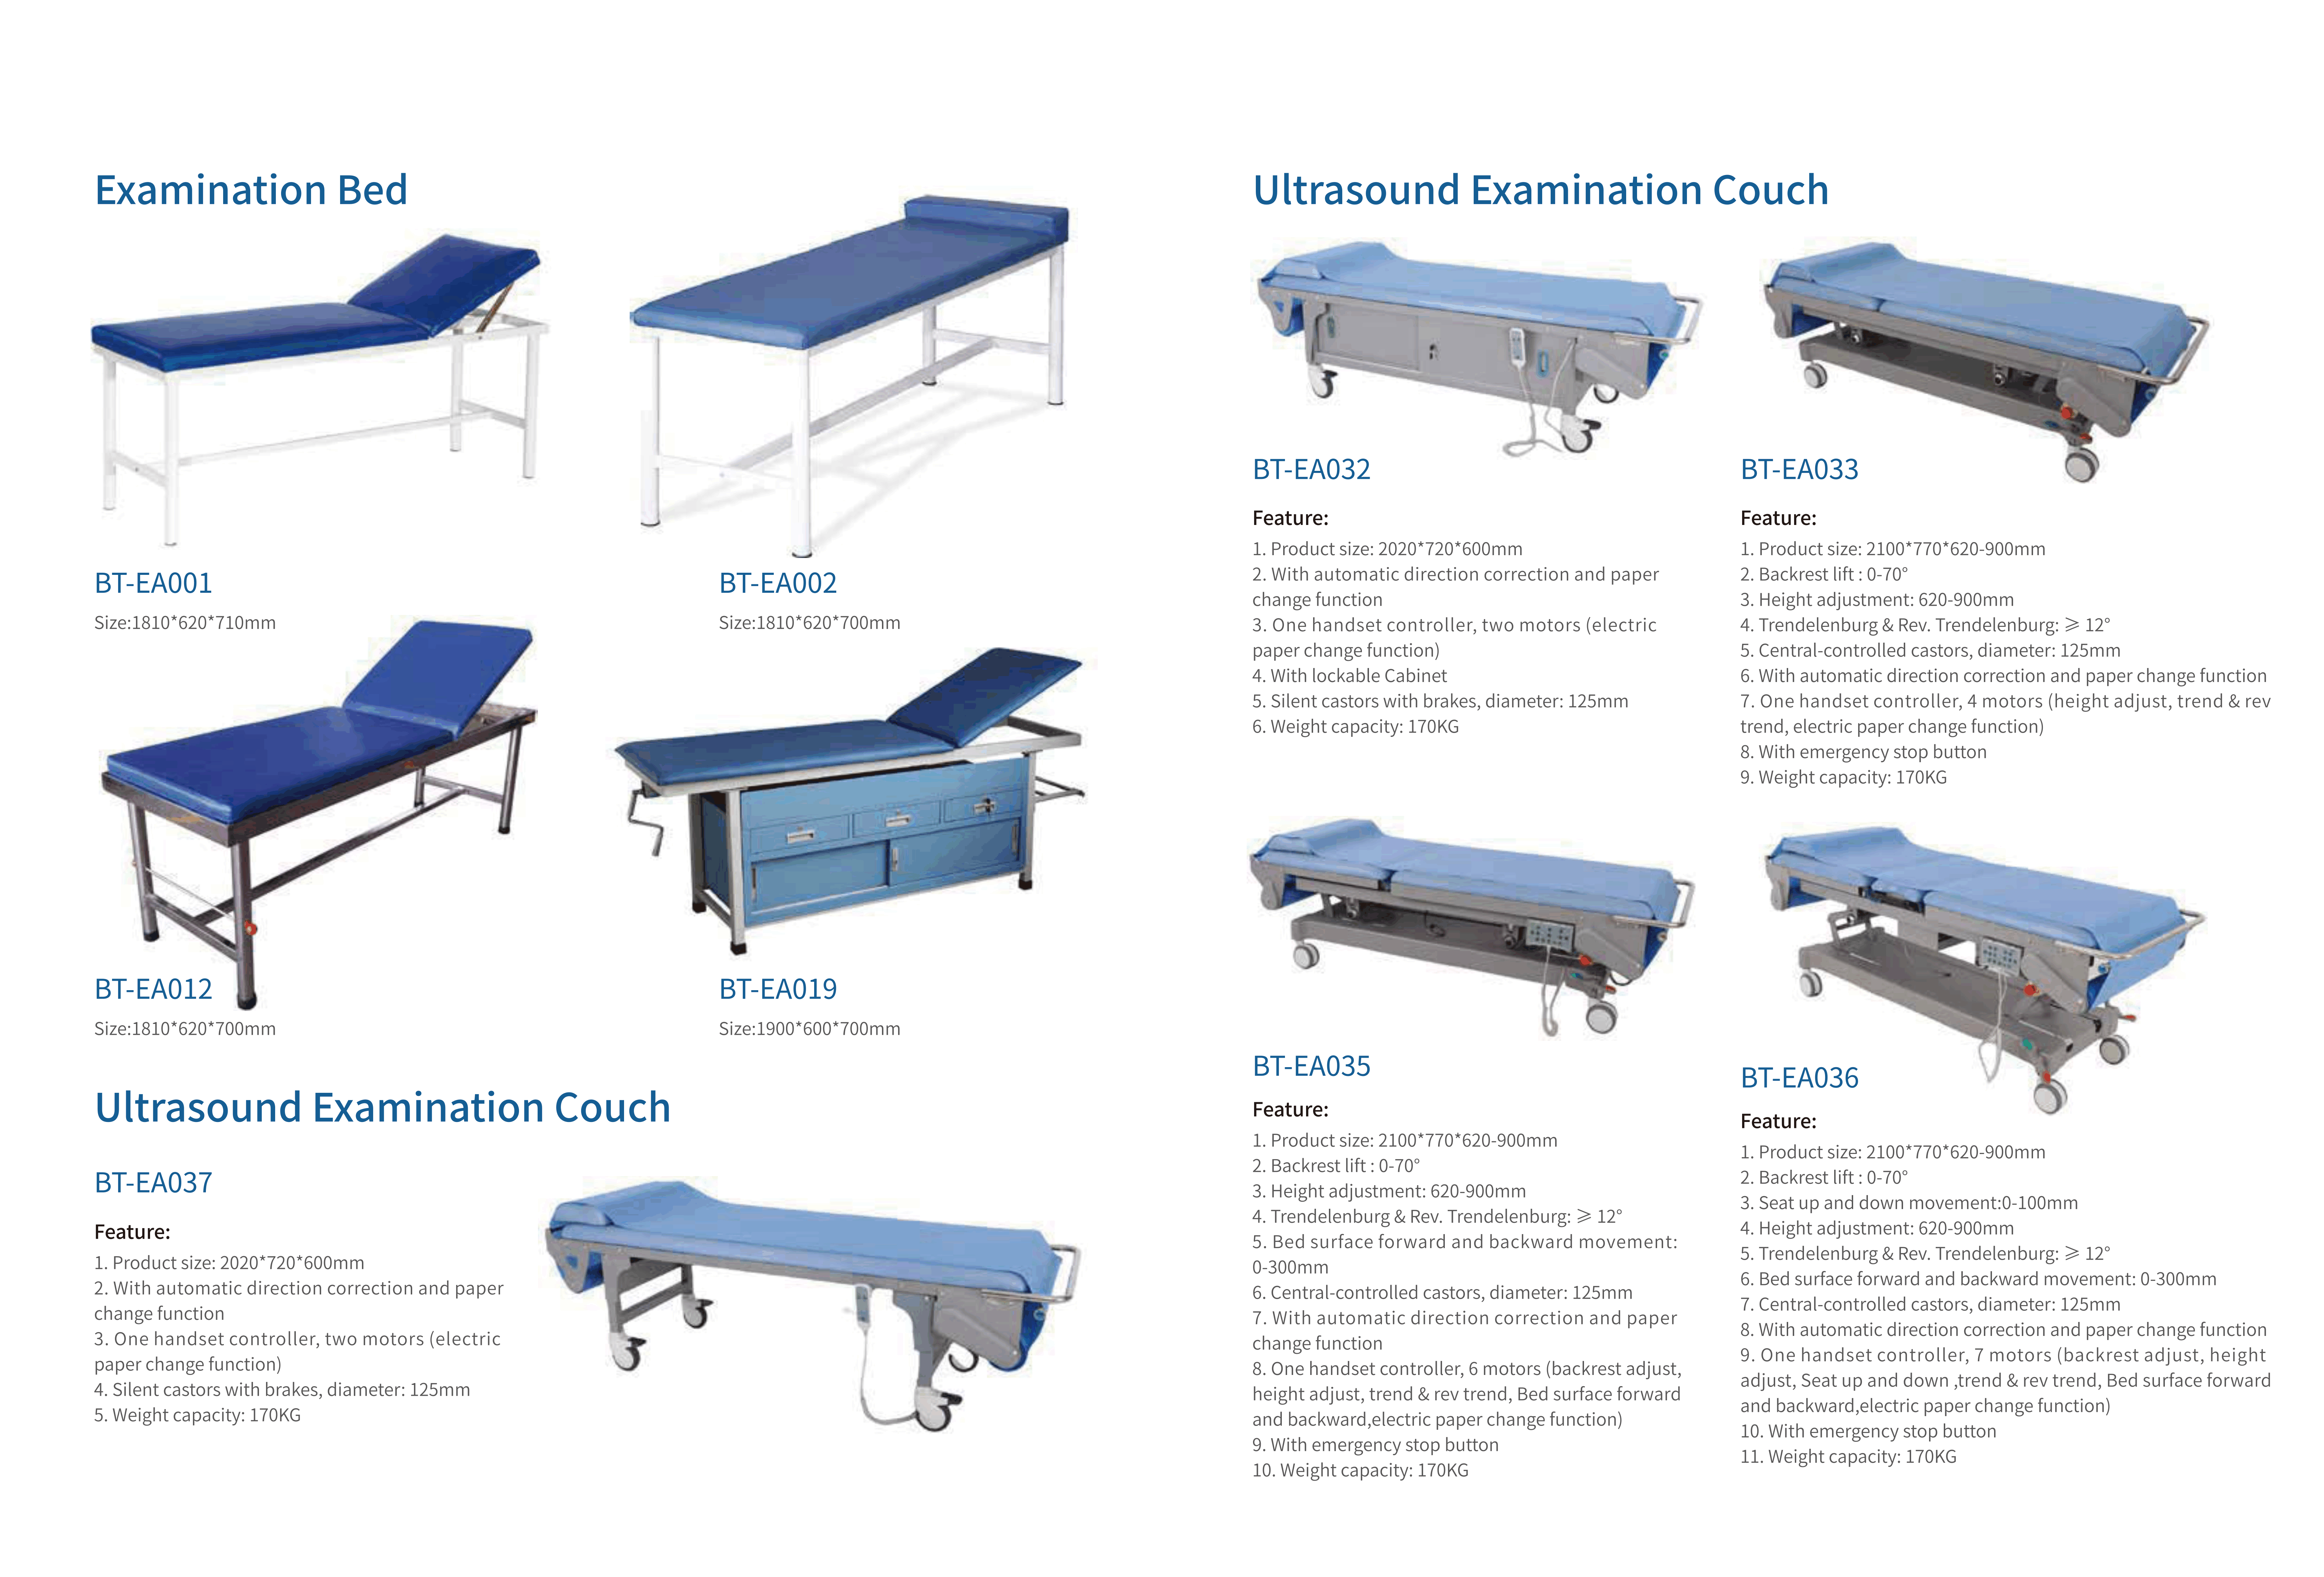 Examination Bed
BT-EA001
Size:1810*620*710mm
BT-EA002
Size:1810*620*700mm
BT-EA012
Size:1810*620*700mm
BT-EA019
Size:1900*600*700mm
Ultrasound Examination Couch
BT-EA037
Feature:
1. Product size: 2020*720*600mm
2. With automatic direction correction and paper
change function
3. One handset controller, two motors (electric
paper change function)
4. Silent castors with brakes, diameter: 125mm
5. Weight capacity: 170KG
Ultrasound Examination Couch
BT-EA032
Feature:
1. Product size: 2020*720*600mm
2. With automatic direction correction and paper
change function
3. One handset controller, two motors (electric
paper change function)
4. With lockable Cabinet
5. Silent castors with brakes, diameter: 125mm
6. Weight capacity: 170KG
BT-EA033
Feature:
1. Product size: 2100*770*620-900mm
2. Backrest lift : 0-70°
3. Height adjustment: 620-900mm
4. Trendelenburg & Rev. Trendelenburg: ⩾ 12°
5. Central-controlled castors, diameter: 125mm
6. With automatic direction correction and paper change function
7. One handset controller, 4 motors (height adjust, trend & rev
trend, electric paper change function)
8. With emergency stop button
9. Weight capacity: 170KG
BT-EA035
Feature:
1. Product size: 2100*770*620-900mm
2. Backrest lift : 0-70°
3. Height adjustment: 620-900mm
4. Trendelenburg & Rev. Trendelenburg: ⩾ 12°
5. Bed surface forward and backward movement:
0-300mm
6. Central-controlled castors, diameter: 125mm
7. With automatic direction correction and paper
change function
8. One handset controller, 6 motors (backrest adjust,
height adjust, trend & rev trend, Bed surface forward
and backward,electric paper change function)
9. With emergency stop button
10. Weight capacity: 170KG
BT-EA036
Feature:
1. Product size: 2100*770*620-900mm
2. Backrest lift : 0-70°
3. Seat up and down movement:0-100mm
4. Height adjustment: 620-900mm
5. Trendelenburg & Rev. Trendelenburg: ⩾ 12°
6. Bed surface forward and backward movement: 0-300mm
7. Central-controlled castors, diameter: 125mm
8. With automatic direction correction and paper change function
9. One handset controller, 7 motors (backrest adjust, height
adjust, Seat up and down ,trend & rev trend, Bed surface forward
and backward,electric paper change function)
10. With emergency stop button
11. Weight capacity: 170KG